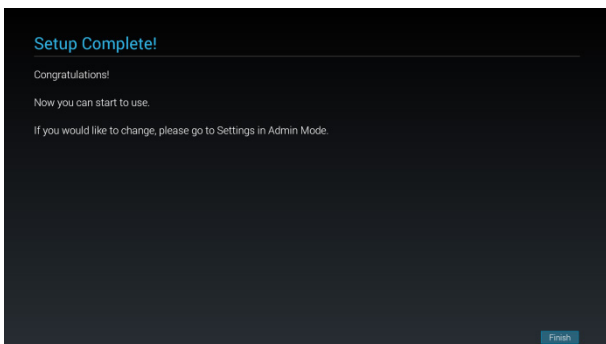 Setup Complete!
Congratulations!
Now you can start to use.
If you would like to change, please go to Settings in Admin Mode.
Finish